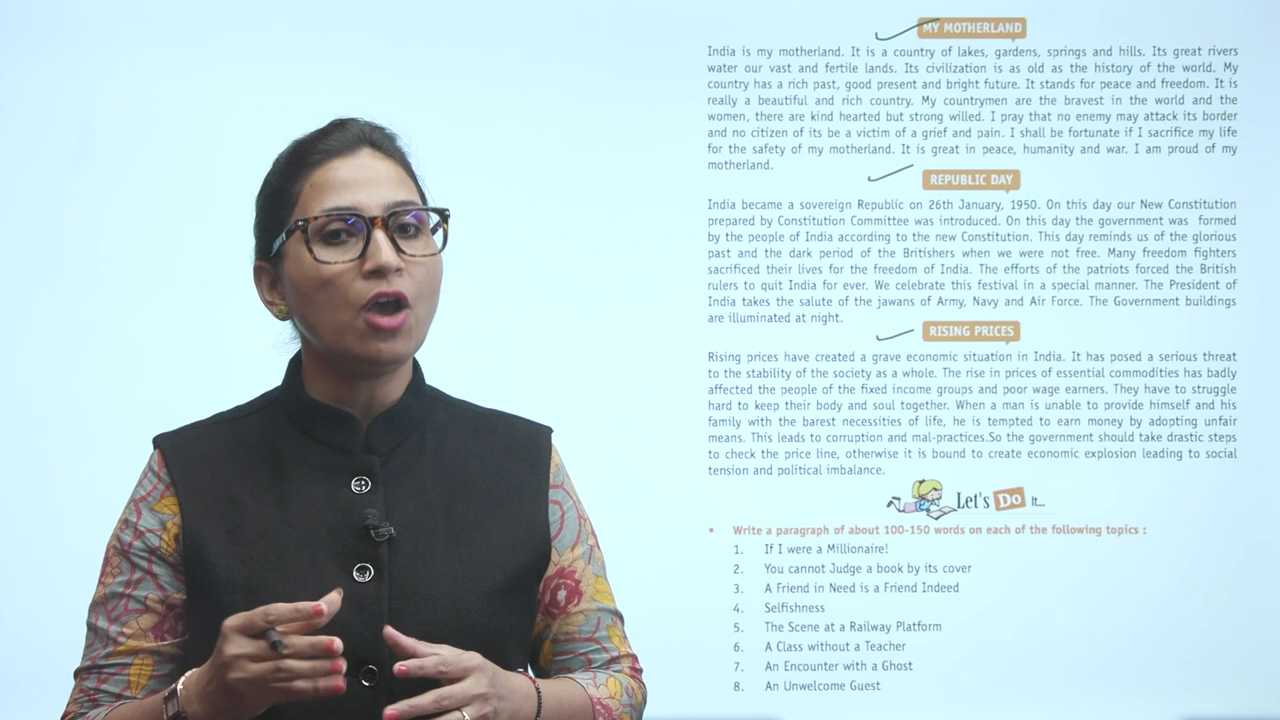 MY MOTHERLAND
India is my motherland. It is a country of lakes, gardens, springs and hills. Its great rivers
water our vast and fertile lands. Its civilization is as old as the history of the world. My
country has a rich past, good present and bright future. It stands for peace and freedom. It is
really a beautiful and rich country. My countrymen are the bravest in the world and the
women, there are kind hearted but strong willed. I pray that no enemy may attack its border
and no citizen of its be a victim of a grief and pain. I shall be fortunate if I sacrifice my life
for the safety of my motherland. It is great in peace, humanity and war. I am proud of my
motherland.
REPUBLIC DAY
India became a sovereign Republic on 26th January, 1950. On this day our New Constitution
prepared by Constitution Committee was introduced. On this day the government was formed
by the people of India according to the new Constitution. This day reminds us of the glorious
past and the dark period of the Britishers when we were not free. Many freedom fighters
sacrificed their lives for the freedom of India. The efforts of the patriots forced the British
rulers to quit India for ever. We celebrate this festival in a special manner. The President of
India takes the salute of the jawans of Army, Navy and Air Force. The Government buildings
are illuminated at night.
RISING PRICES
Rising prices have created a grave economic situation in India. It has posed a serious threat
to the stability of the society as a whole. The rise in prices of essential commodities has badly
affected the people of the fixed income groups and poor wage earners. They have to struggle
hard to keep their body and soul together. When a man is unable to provide himself and his
family with the barest necessities of life, he is tempted to earn money by adopting unfair
means. This leads to corruption and mal-practices.So the government should take drastic steps
to check the price line, otherwise it is bound to create economic explosion leading to social
tension and political imbalance.
Let's Do It...
• Write a paragraph of about 100-150 words on each of the following topics :
1. If I were a Millionaire!
2. You cannot Judge a book by its cover
3. A Friend in Need is a Friend Indeed
4. Selfishness
5. The Scene at a Railway Platform
6. A Class without a Teacher
7. An Encounter with a Ghost
8. An Unwelcome Guest